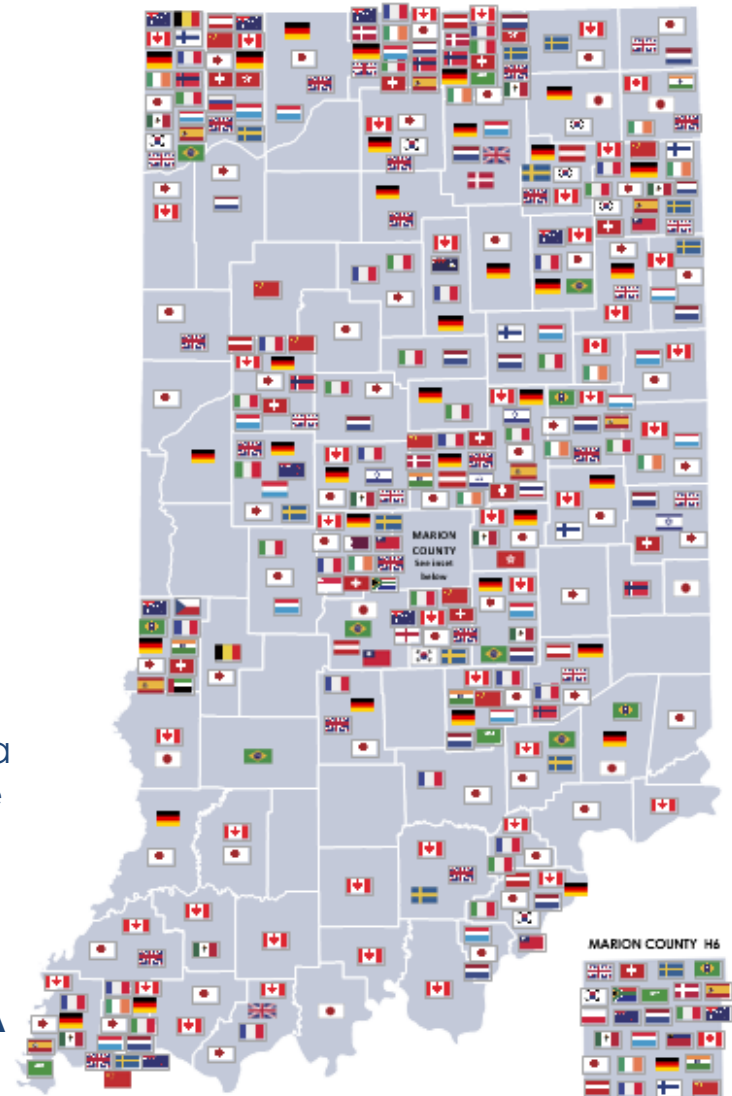 MARION
COUNTY
See inset
below
a
e
A
MARION COUNTY H6